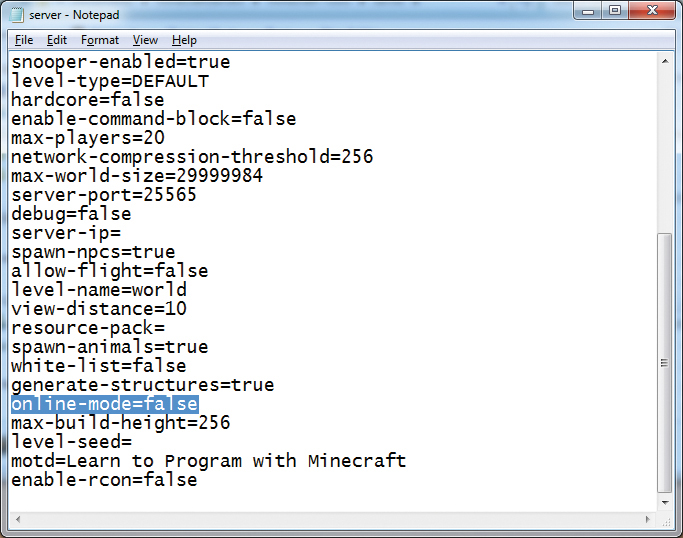 server - Notepad
File Edit Format View Help
snooper-enabled=true
level-type=DEFAULT
hardcore=false
enable-command-block=false
max-players=20
network-compression-threshold=256
max-world-size=29999984
server-port=25565
debug=false
server-ip=
spawn-npcs=true
allow-flight=false
level-name=world
view-distance=10
resource-pack=
spawn-animals=true
white-list=false
generate-structures=true
online-mode=false
max-build-height=256
level-seed=
motd=Learn to Program with Minecraft
enable-rcon=false